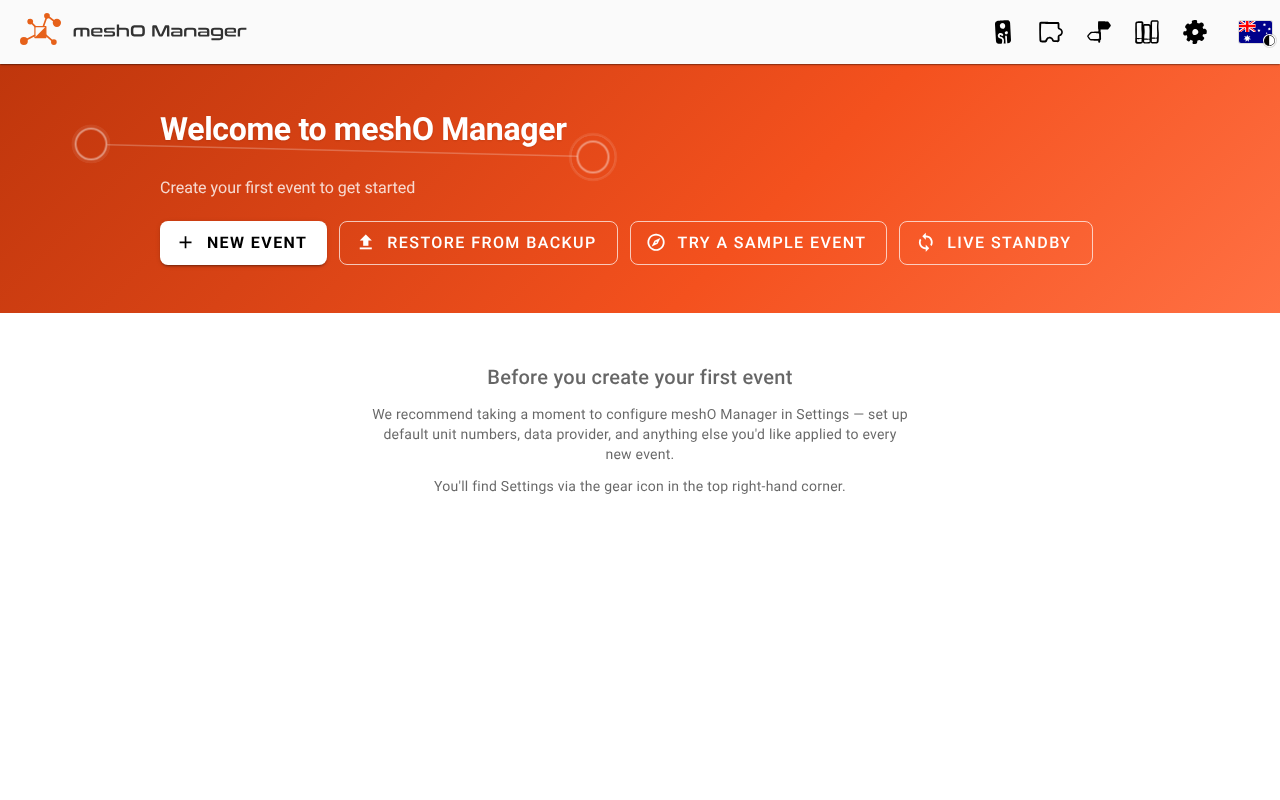 meshO Manager
Si
Welcome to meshO Manager
Create your first event to get started
NEW EVENT
RESTORE FROM BACKUP
TRY A SAMPLE EVENT
LIVE STANDBY
Before you create your first event
We recommend taking a moment to configure meshO Manager in Settings — set up
default unit numbers, data provider, and anything else you'd like applied to every
new event.
You'll find Settings via the gear icon in the top right-hand corner.